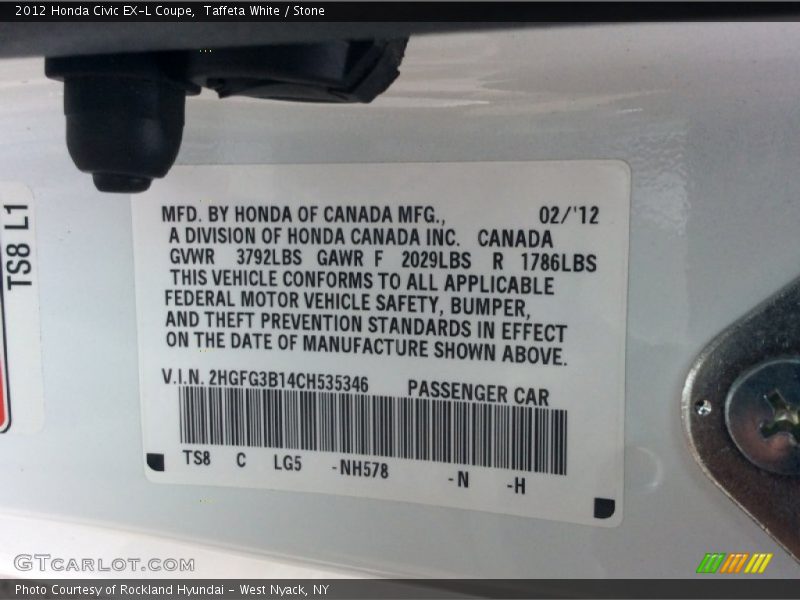 2012 Honda Civic EX-L Coupe,  Taffeta White / Stone
TS8 L1
MFD. BY HONDA OF CANADA MFG., 02/'12
A DIVISION OF HONDA CANADA INC. CANADA
GVWR 3792LBS GAWR F 2029LBS R 1786LBS
THIS VEHICLE CONFORMS TO ALL APPLICABLE
FEDERAL MOTOR VEHICLE SAFETY, BUMPER,
AND THEFT PREVENTION STANDARDS IN EFFECT
ON THE DATE OF MANUFACTURE SHOWN ABOVE.
V.I.N. 2HGFG3B14CH535346 PASSENGER CAR
TS8 C LG5 -NH578 -N -H
GTCARLOT.COM
Photo Courtesy of Rockland Hyundai - West Nyack, NY